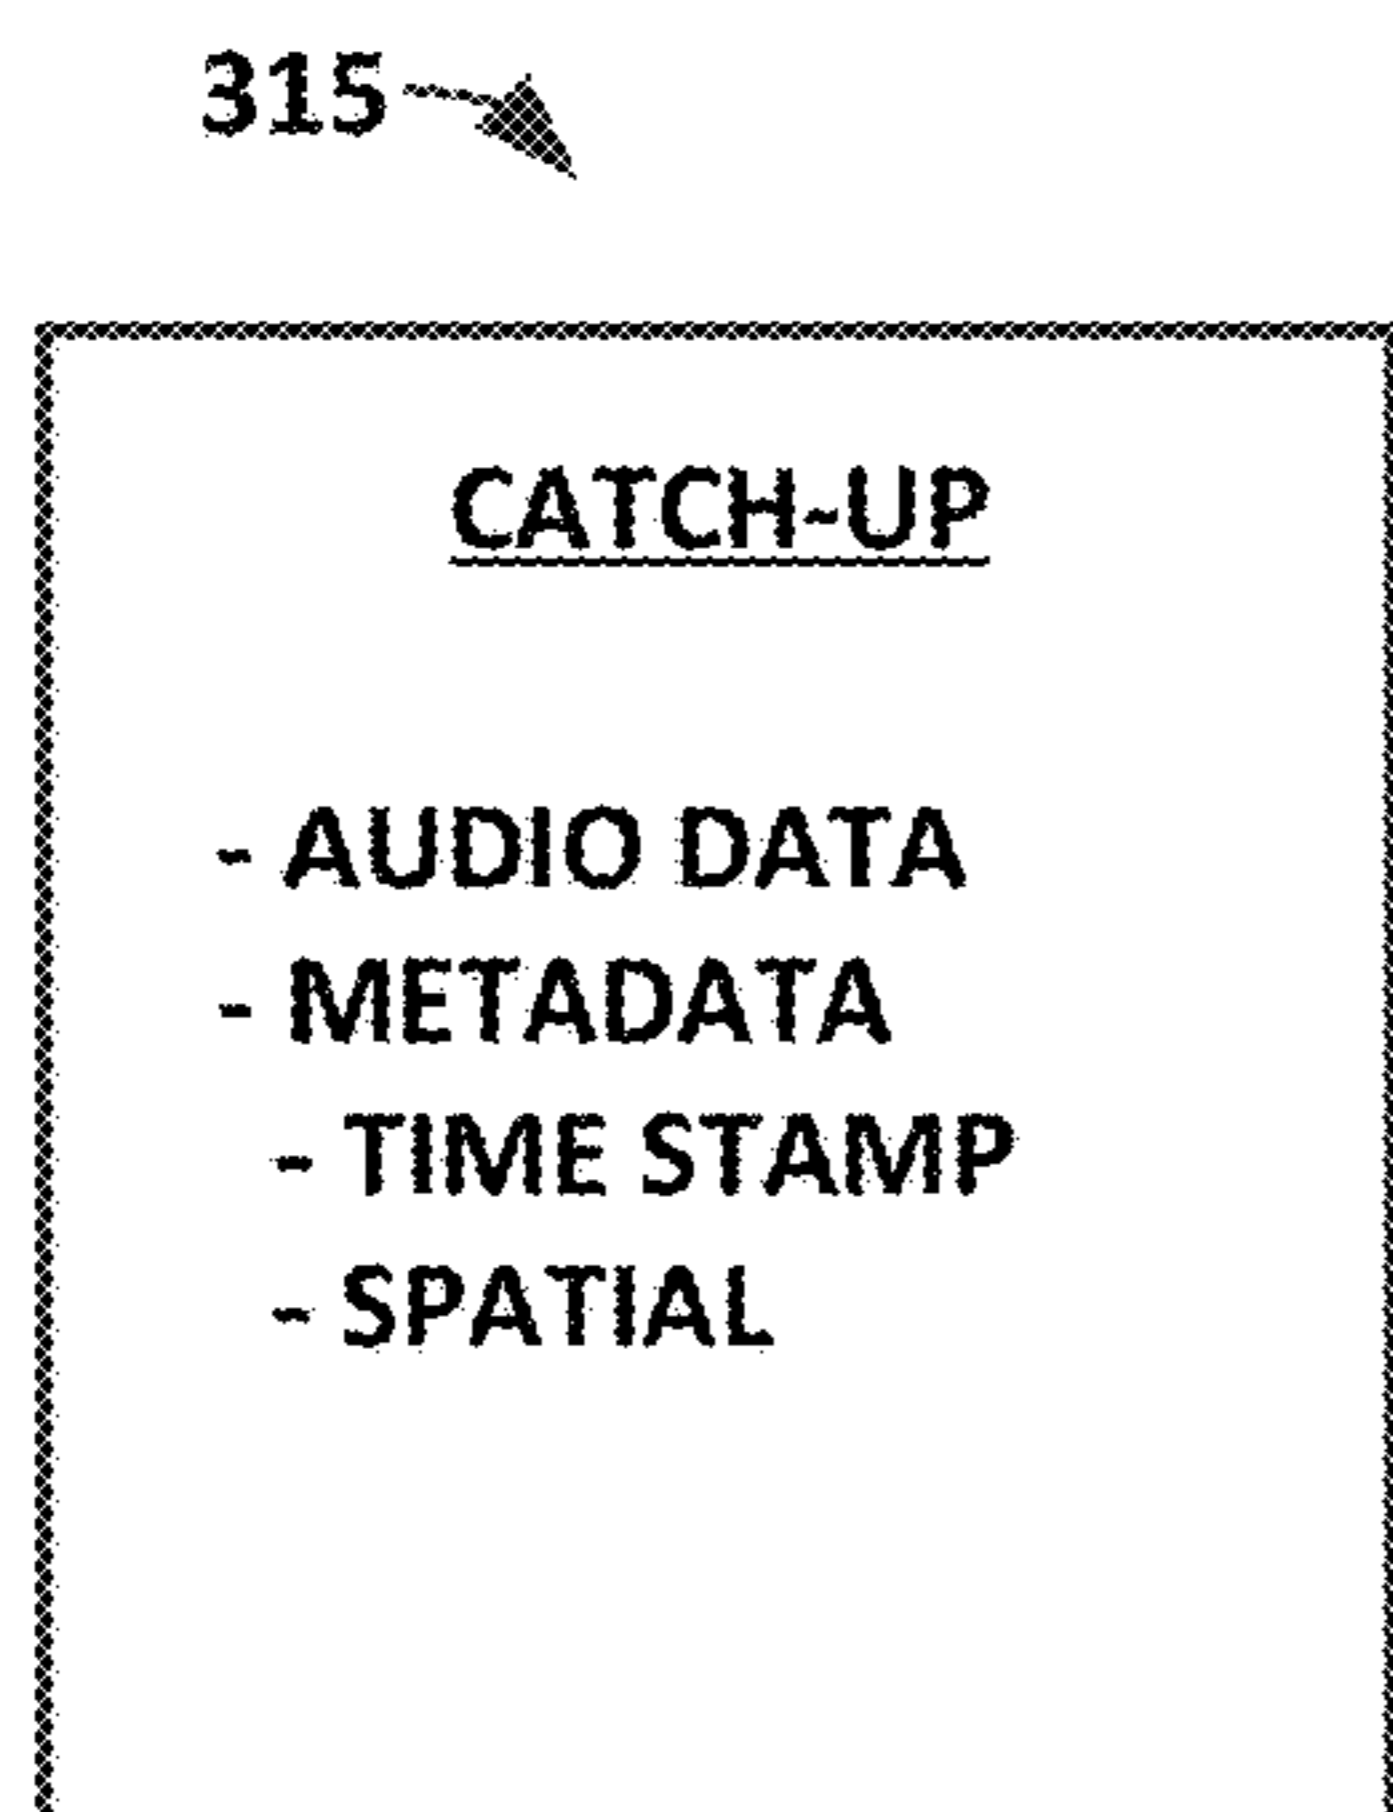 315
CATCH-UP
- AUDIO DATA
- METADATA
- TIME STAMP
- SPATIAL